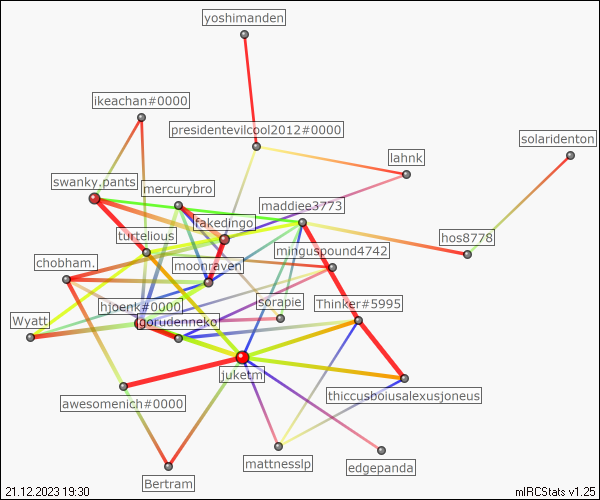 yoshimanden
ikeachan#0000
presidentevilcool2012#0000
solaridenton
lahnk
swanky.pants
mercurybro
maddiee3773
fakedingo
turtelious
hos8778
minguspound4742
chobham.
moonraven
sorapie
Thinker#5995
hjoenk#0000
Wyatt
gorudenneko
juketm
thiccusboiusalexusjoneus
awesomenich#0000
mattnesslp
edgepanda
Bertram
21.12.2023 19:30
mIRCStats v1.25